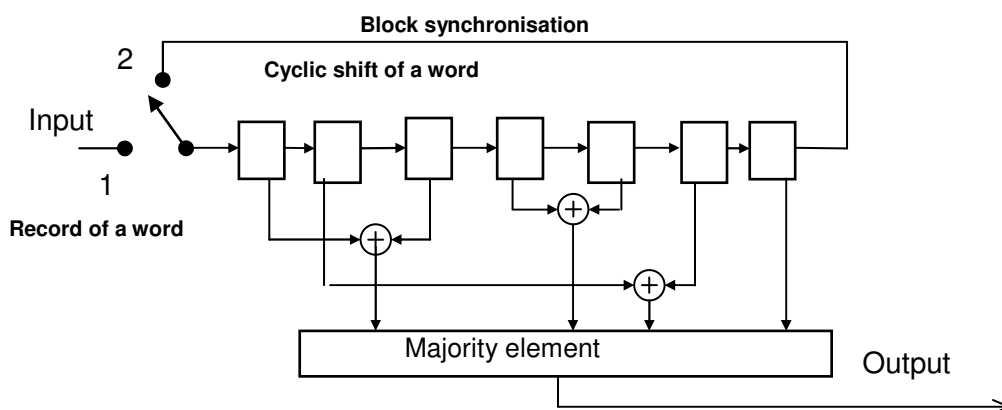 Block synchronisation
2
Cyclic shift of a word
Input
1
Record of a word
Majority element
Output